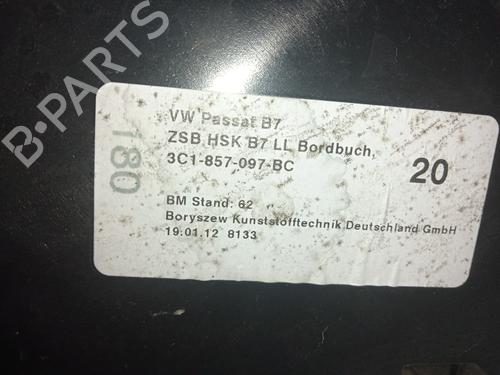 B-PARTS
VW Passat B7
ZSB HSK B7 LL Bordbuch,
3C1-857-097-BC
20
180
BM Stand: 62
Boryszew Kunststofftechnik Deutschland GmbH
19.01.12 8133